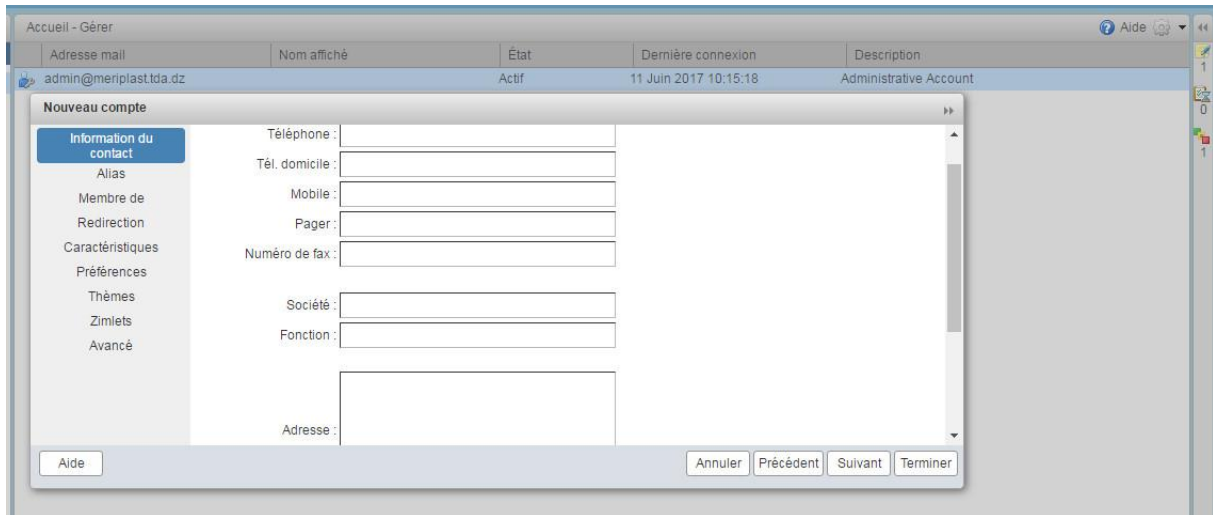 Accueil - Gérer
Aide
Adresse mail Nom affiché État Dernière connexion Description
admin@meriplast.tda.dz Actif 11 Juin 2017 10:15:18 Administrative Account
1
0
1
Nouveau compte
Information du
contact
Alias
Membre de
Redirection
Caractéristiques
Préférences
Thèmes
Zimlets
Avancé
Téléphone :
Tél. domicile :
Mobile :
Pager :
Numéro de fax :
Société :
Fonction :
Adresse :
Aide Annuler Précédent Suivant Terminer